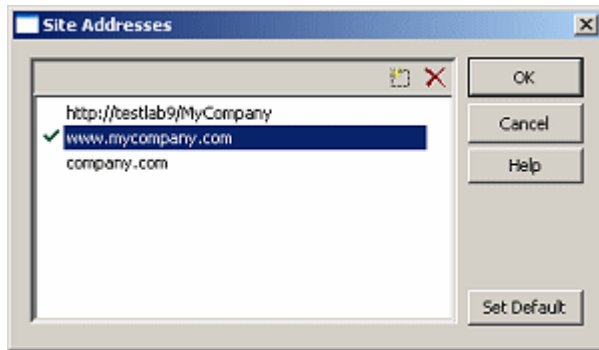 Site Addresses
OK
http://testlab9/MyCompany
Cancel
www.mycompany.com
company.com
Help
Set Default